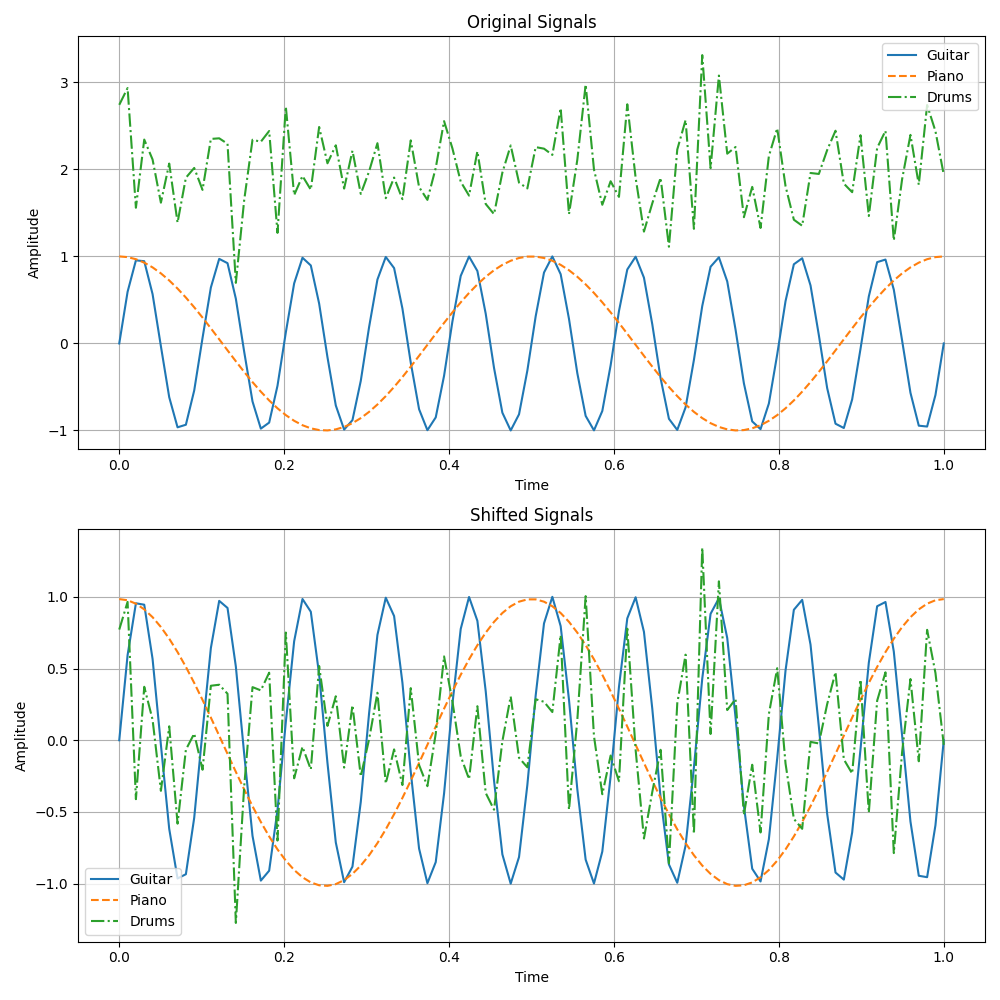 Original Signals
Guitar
Piano
Drums
Amplitude
3
2
1
0
−1
0.0 0.2 0.4 0.6 0.8 1.0
Time
Shifted Signals
Amplitude
1.0
0.5
0.0
−0.5
−1.0
Guitar
Piano
Drums
0.0 0.2 0.4 0.6 0.8 1.0
Time